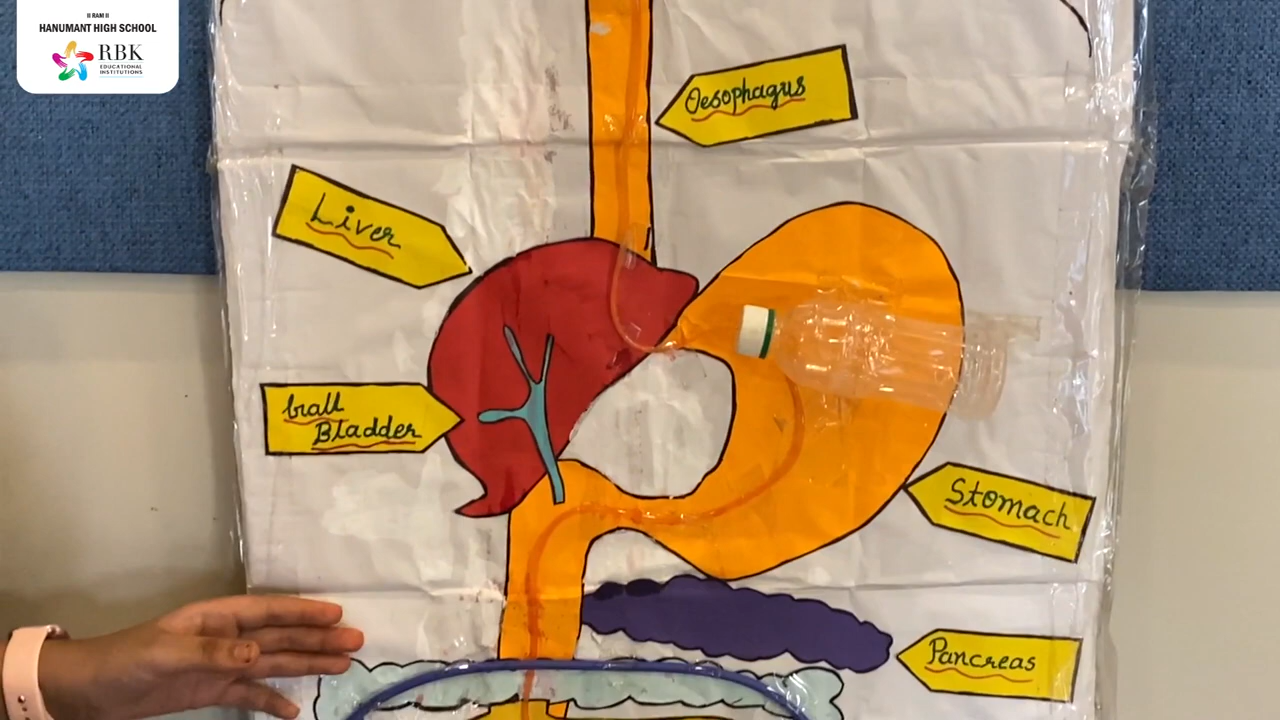 II RAM II
HANUMANT HIGH SCHOOL
RBK
EDUCATIONAL
INSTITUTIONS
Oesophagus
Liver
Gall
Bladder
Stomach
Pancreas